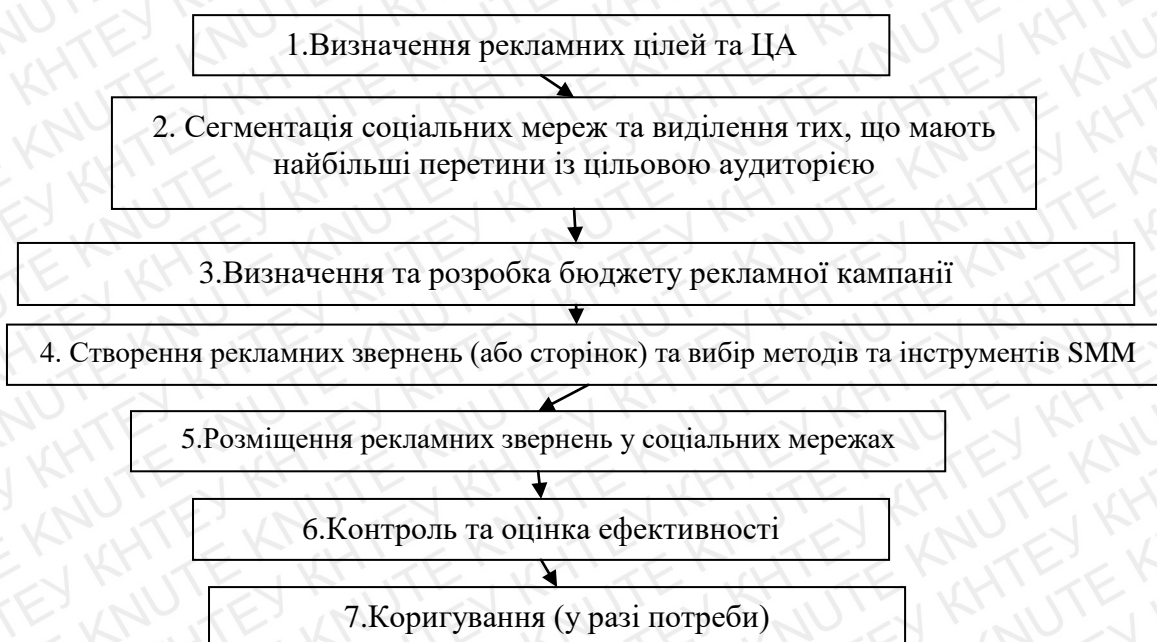 1.Визначення рекламних цілей та ЦА
2. Сегментація соціальних мереж та виділення тих, що мають
найбільші перетини із цільовою аудиторією
3.Визначення та розробка бюджету рекламної кампанії
4. Створення рекламних звернень (або сторінок) та вибір методів та інструментів SMM
5.Розміщення рекламних звернень у соціальних мережах
6.Контроль та оцінка ефективності
7.Коригування (у разі потреби)